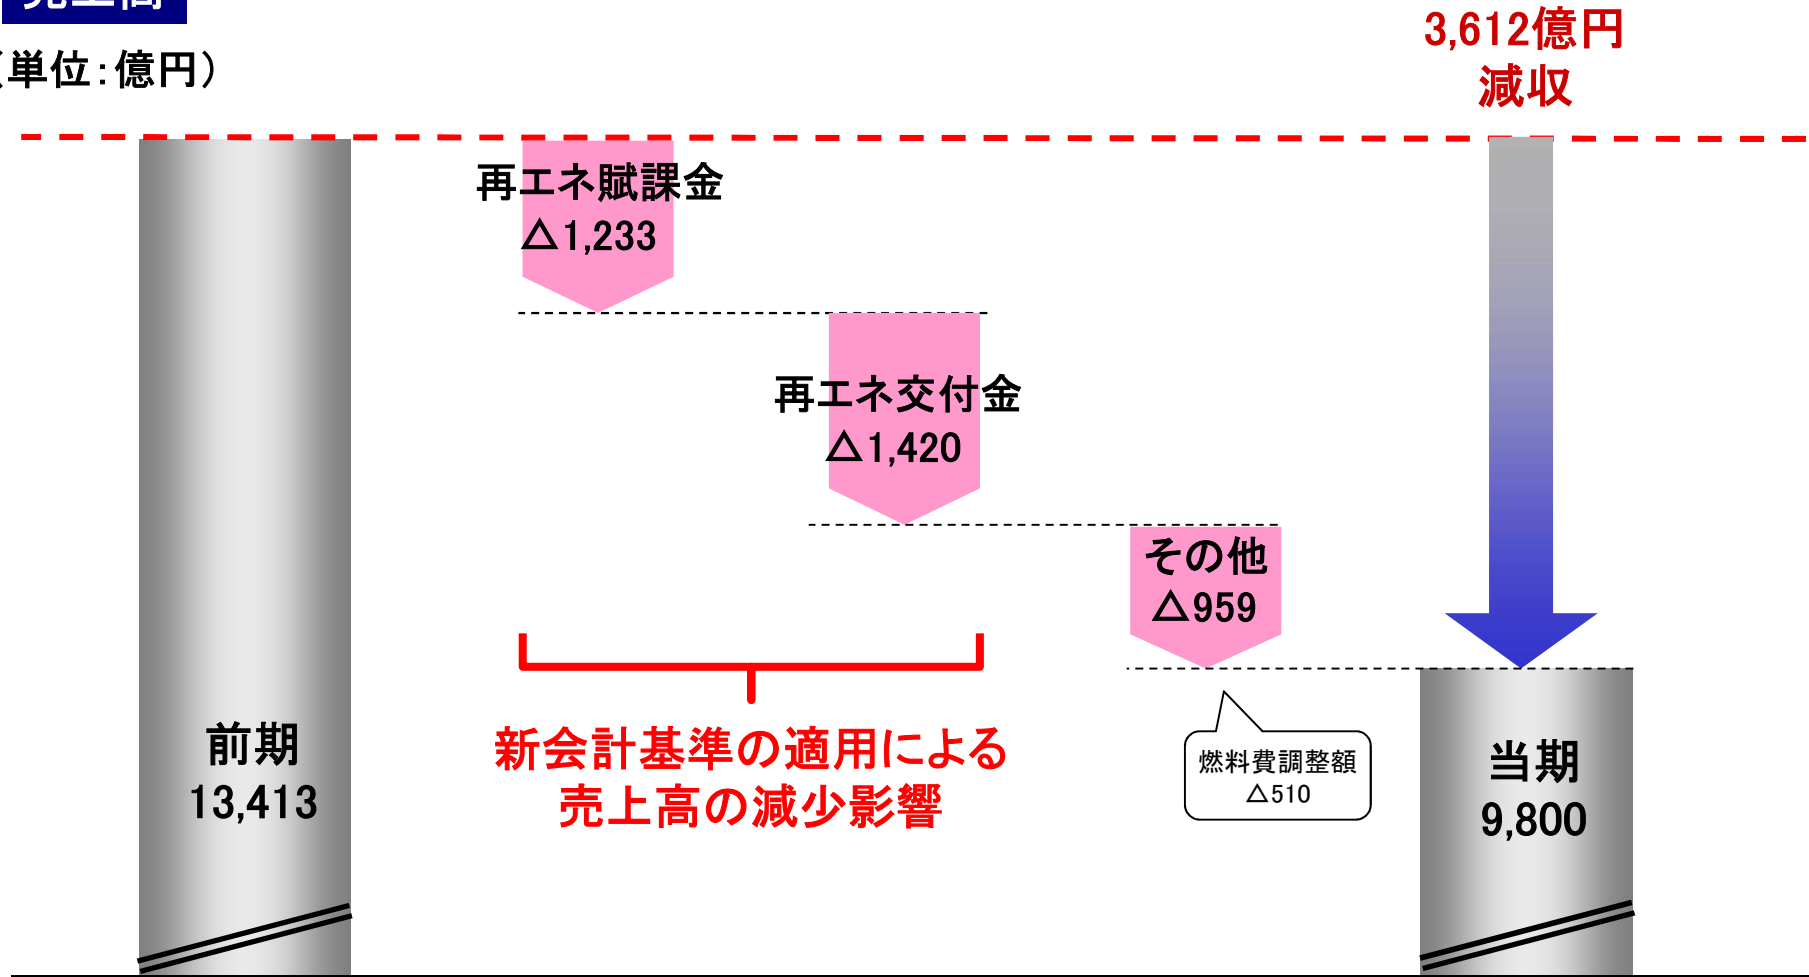 売上高
（単位：億円）
3,612億円
減収
再エネ賦課金
△1,233
再エネ交付金
△1,420
その他
△959
新会計基準の適用による
売上高の減少影響
燃料費調整額
△510
前期
13,413
当期
9,800